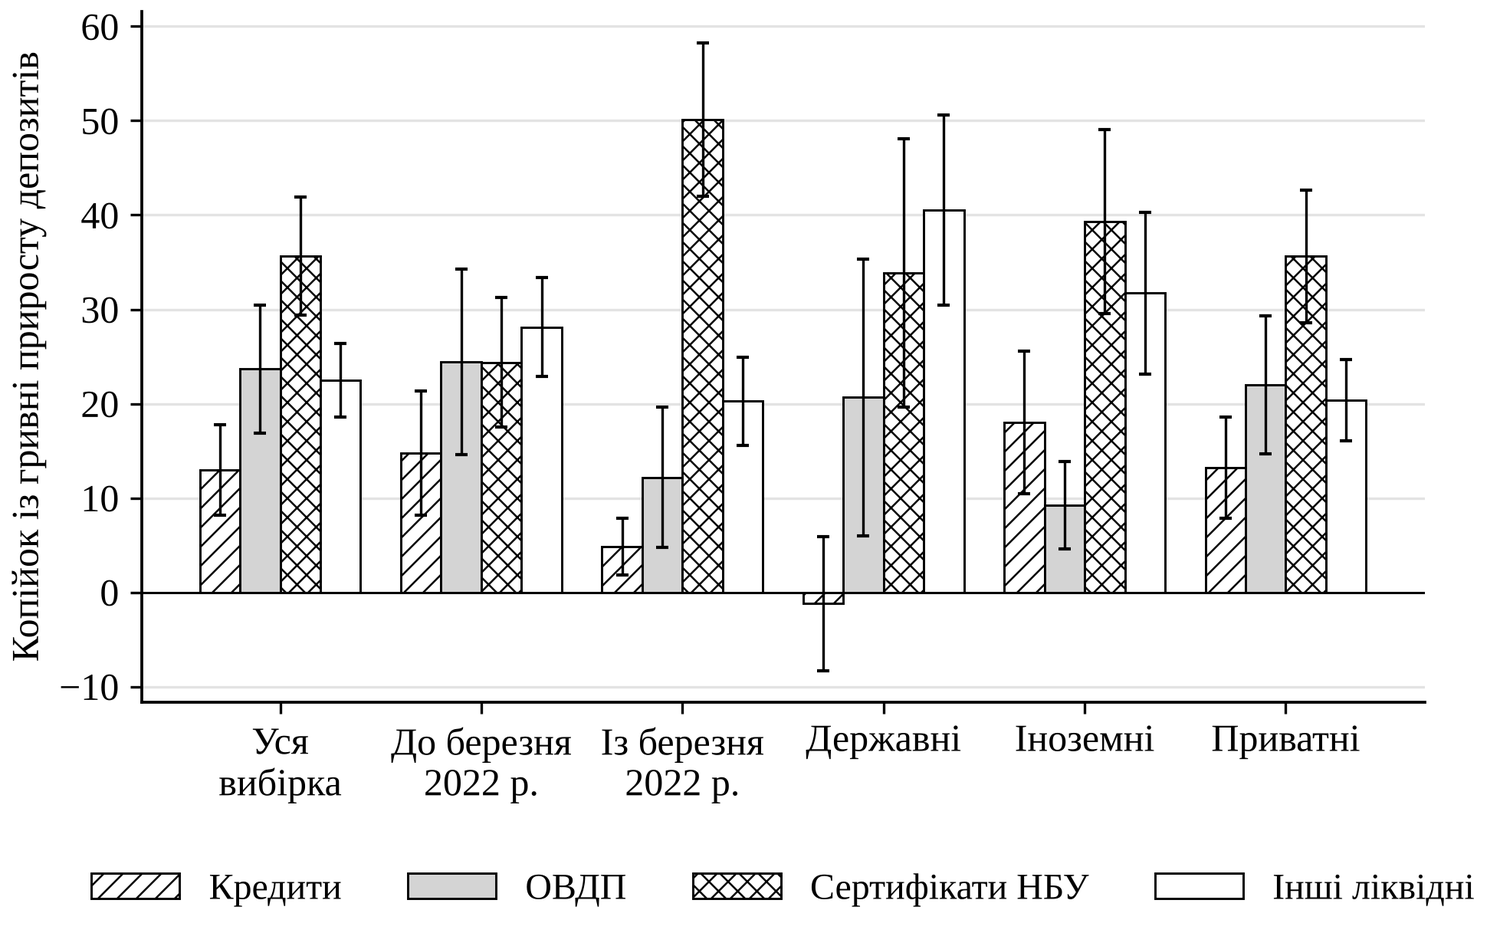 Копійок із гривні приросту депозитів
60
50
40
30
20
10
0
−10
Уся
вибірка
До березня
2022 р.
Із березня
2022 р.
Державні
Іноземні
Приватні
Кредити
ОВДП
Сертифікати НБУ
Інші ліквідні